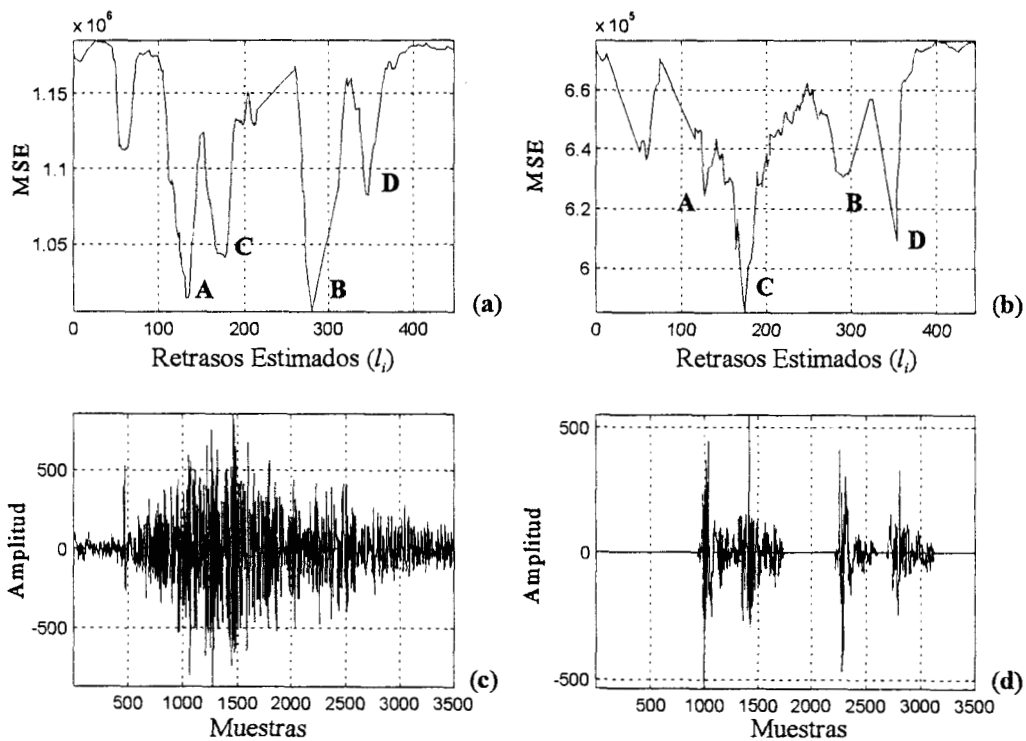 x 10^6
MSE
1.15
1.1
1.05
0
100
200
300
400
A
C
B
D
(a)
Retrasos Estimados (l_i)
x 10^5
MSE
6.6
6.4
6.2
6
0
100
200
300
400
A
C
B
D
(b)
Retrasos Estimados (l_i)
Amplitud
500
0
-500
500
1000
1500
2000
2500
3000
3500
(c)
Muestras
Amplitud
500
0
-500
500
1000
1500
2000
2500
3000
3500
(d)
Muestras